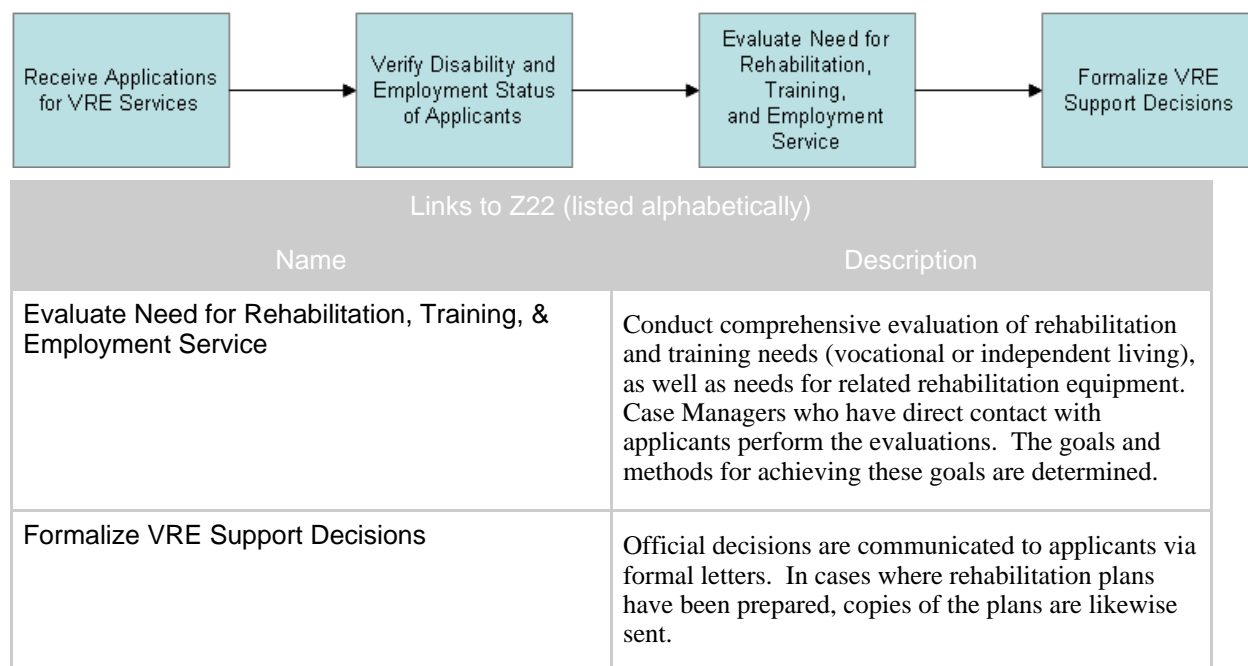 Receive Applications
for VRE Services
Verify Disability and
Employment Status
of Applicants
Evaluate Need for
Rehabilitation,
Training,
and Employment
Service
Formalize VRE
Support Decisions
Links to Z22 (listed alphabetically)
Name
Description
Evaluate Need for Rehabilitation, Training, &
Employment Service
Conduct comprehensive evaluation of rehabilitation
and training needs (vocational or independent living),
as well as needs for related rehabilitation equipment.
Case Managers who have direct contact with
applicants perform the evaluations.  The goals and
methods for achieving these goals are determined.
Formalize VRE Support Decisions
Official decisions are communicated to applicants via
formal letters.  In cases where rehabilitation plans
have been prepared, copies of the plans are likewise
sent.